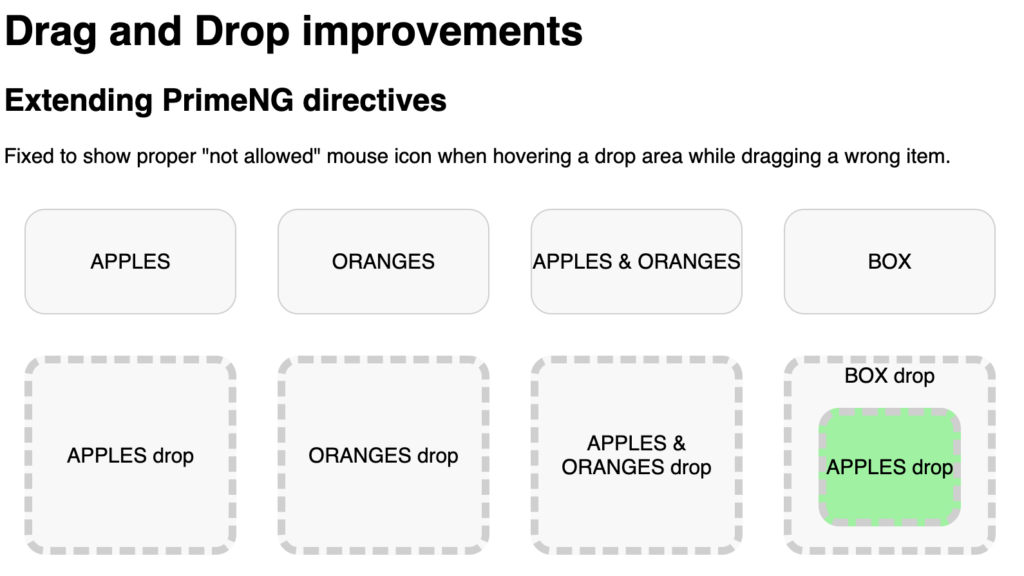 Drag and Drop improvements
Extending PrimeNG directives
Fixed to show proper "not allowed" mouse icon when hovering a drop area while dragging a wrong item.
APPLES
ORANGES
APPLES & ORANGES
BOX
APPLES drop
ORANGES drop
APPLES &
ORANGES drop
BOX drop
APPLES drop